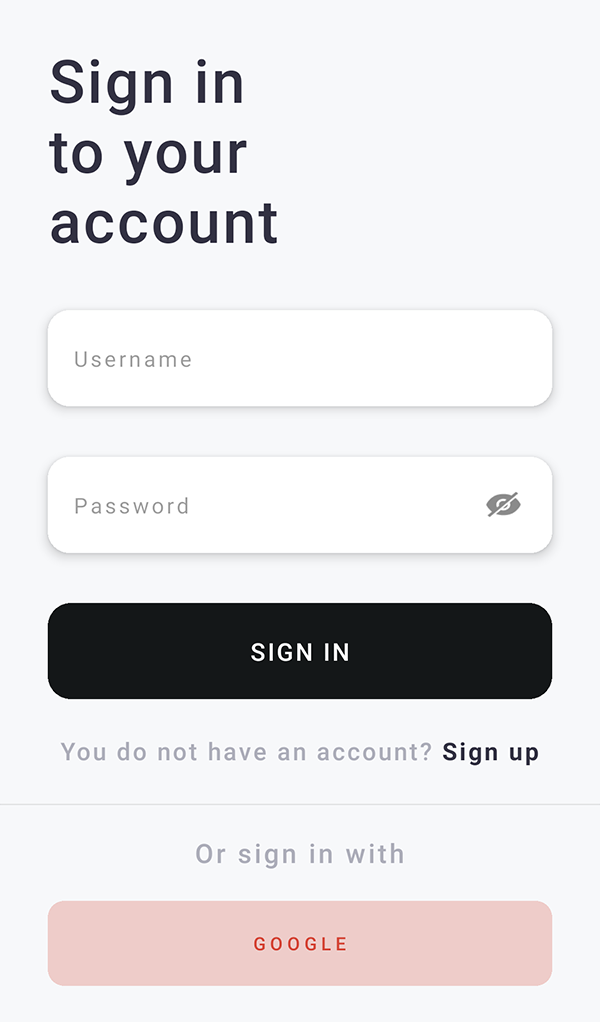 Sign in
to your
account
Username
Password
SIGN IN
You do not have an account? Sign up
Or sign in with
GOOGLE